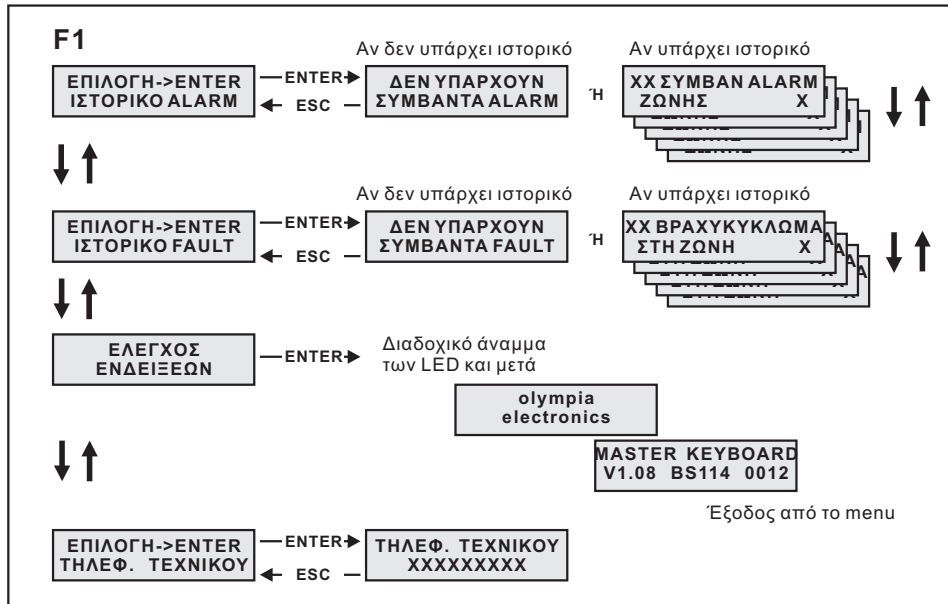 F1
Αν δεν υπάρχει ιστορικό
Αν υπάρχει ιστορικό
ΕΠΙΛΟΓΗ->ENTER
ΙΣΤΟΡΙΚΟ ALARM
ENTER
ESC
ΔΕΝ ΥΠΑΡΧΟΥΝ
ΣΥΜΒΑΝΤΑ ALARM
Ή
XX ΣΥΜΒΑΝ ALARM
ΖΩΝΗΣ X
Αν δεν υπάρχει ιστορικό
Αν υπάρχει ιστορικό
ΕΠΙΛΟΓΗ->ENTER
ΙΣΤΟΡΙΚΟ FAULT
ENTER
ESC
ΔΕΝ ΥΠΑΡΧΟΥΝ
ΣΥΜΒΑΝΤΑ FAULT
Ή
XX ΒΡΑΧΥΚΥΚΛΩΜΑ
ΣΤΗ ΖΩΝΗ X
ΕΛΕΓΧΟΣ
ΕΝΔΕΙΞΕΩΝ
ENTER
Διαδοχικό άναμμα
των LED και μετά
olympia
electronics
MASTER KEYBOARD
V1.08 BS114 0012
Έξοδος από το menu
ΕΠΙΛΟΓΗ->ENTER
ΤΗΛΕΦ. ΤΕΧΝΙΚΟΥ
ENTER
ESC
ΤΗΛΕΦ. ΤΕΧΝΙΚΟΥ
XXXXXXXXX